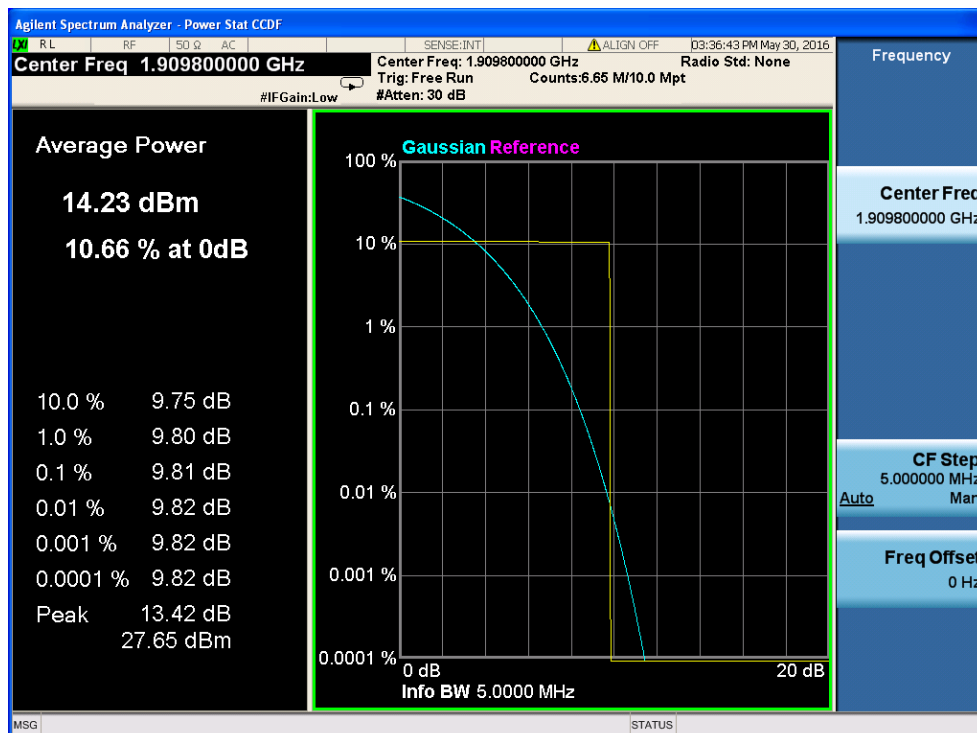 Agilent Spectrum Analyzer - Power Stat CCDF
LXI RL RF 50 Ω AC SENSE:INT ALIGN OFF 03:36:43 PM May 30, 2016
Center Freq 1.909800000 GHz
Center Freq: 1.909800000 GHz Radio Std: None
Trig: Free Run Counts:6.65 M/10.0 Mpt
#IFGain:Low #Atten: 30 dB
Average Power
14.23 dBm
10.66 % at 0dB
10.0 % 9.75 dB
1.0 % 9.80 dB
0.1 % 9.81 dB
0.01 % 9.82 dB
0.001 % 9.82 dB
0.0001 % 9.82 dB
Peak 13.42 dB
27.65 dBm
Gaussian Reference
100 %
10 %
1 %
0.1 %
0.01 %
0.001 %
0.0001 %
0 dB 20 dB
Info BW 5.0000 MHz
Frequency
Center Freq
1.909800000 GHz
CF Step
5.000000 MHz
Auto Man
Freq Offset
0 Hz
MSG STATUS